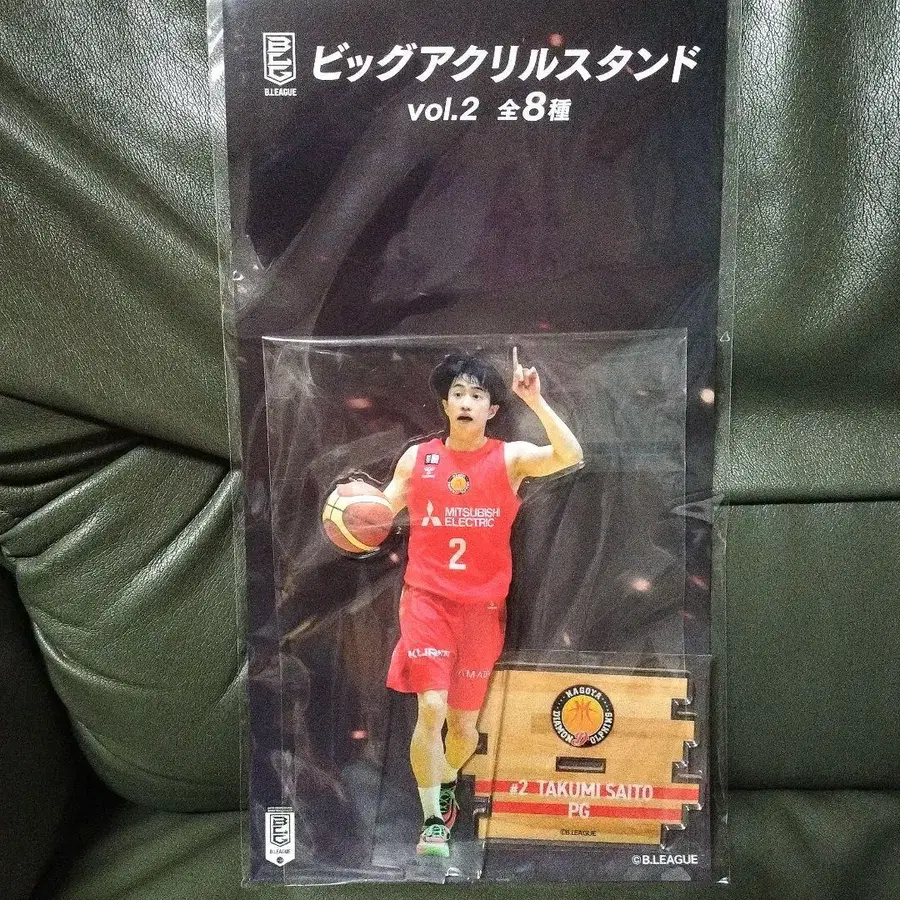 B.LEAGUE
ビッグアクリルスタンド
vol.2 全8種
MITSUBISHI
ELECTRIC
2
NAGOYA
DIAMOND DOLPHINS
#2 TAKUMI SAITO
PG
©B.LEAGUE
B.LEAGUE
©B.LEAGUE